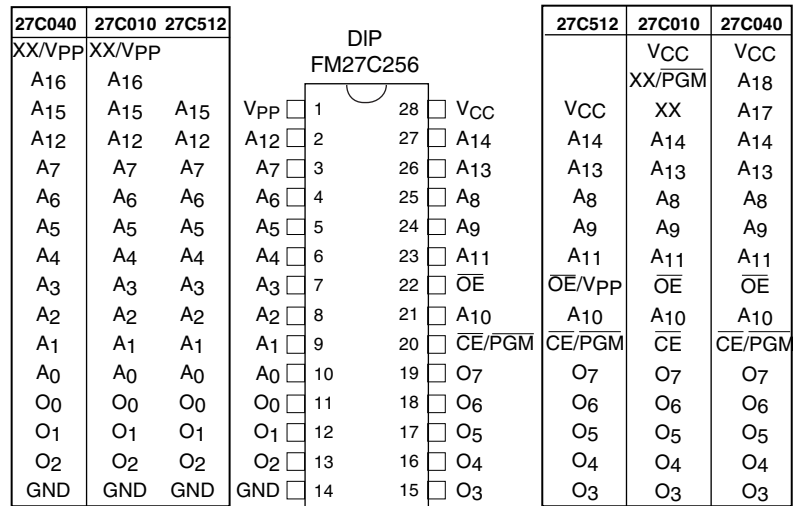 27C040 27C010 27C512 DIP 27C512 27C010 27C040
XX/VPP XX/VPP FM27C256 VCC VCC
A16 A16 XX/PGM A18
A15 A15 A15 VPP 1 28 VCC VCC XX A17
A12 A12 A12 A12 2 27 A14 A14 A14 A14
A7 A7 A7 A7 3 26 A13 A13 A13 A13
A6 A6 A6 A6 4 25 A8 A8 A8 A8
A5 A5 A5 A5 5 24 A9 A9 A9 A9
A4 A4 A4 A4 6 23 A11 A11 A11 A11
A3 A3 A3 A3 7 22 OE OE/VPP OE OE
A2 A2 A2 A2 8 21 A10 A10 A10 A10
A1 A1 A1 A1 9 20 CE/PGM CE/PGM CE CE/PGM
A0 A0 A0 A0 10 19 O7 O7 O7 O7
O0 O0 O0 O0 11 18 O6 O6 O6 O6
O1 O1 O1 O1 12 17 O5 O5 O5 O5
O2 O2 O2 O2 13 16 O4 O4 O4 O4
GND GND GND GND 14 15 O3 O3 O3 O3